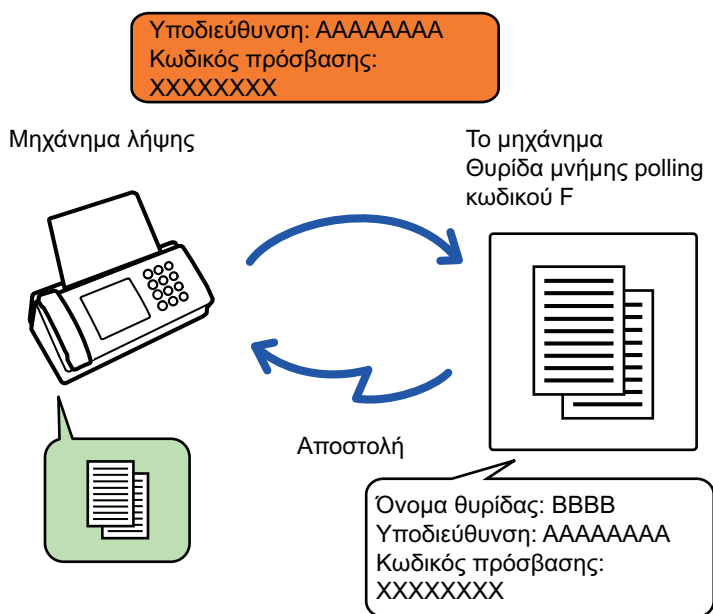 Υποδιεύθυνση: AAAAAAAA
Κωδικός πρόσβασης:
XXXXXXXX
Μηχάνημα λήψης
Το μηχάνημα
Θυρίδα μνήμης polling
κωδικού F
Αποστολή
Όνομα θυρίδας: BBBB
Υποδιεύθυνση: AAAAAAAA
Κωδικός πρόσβασης:
XXXXXXXX